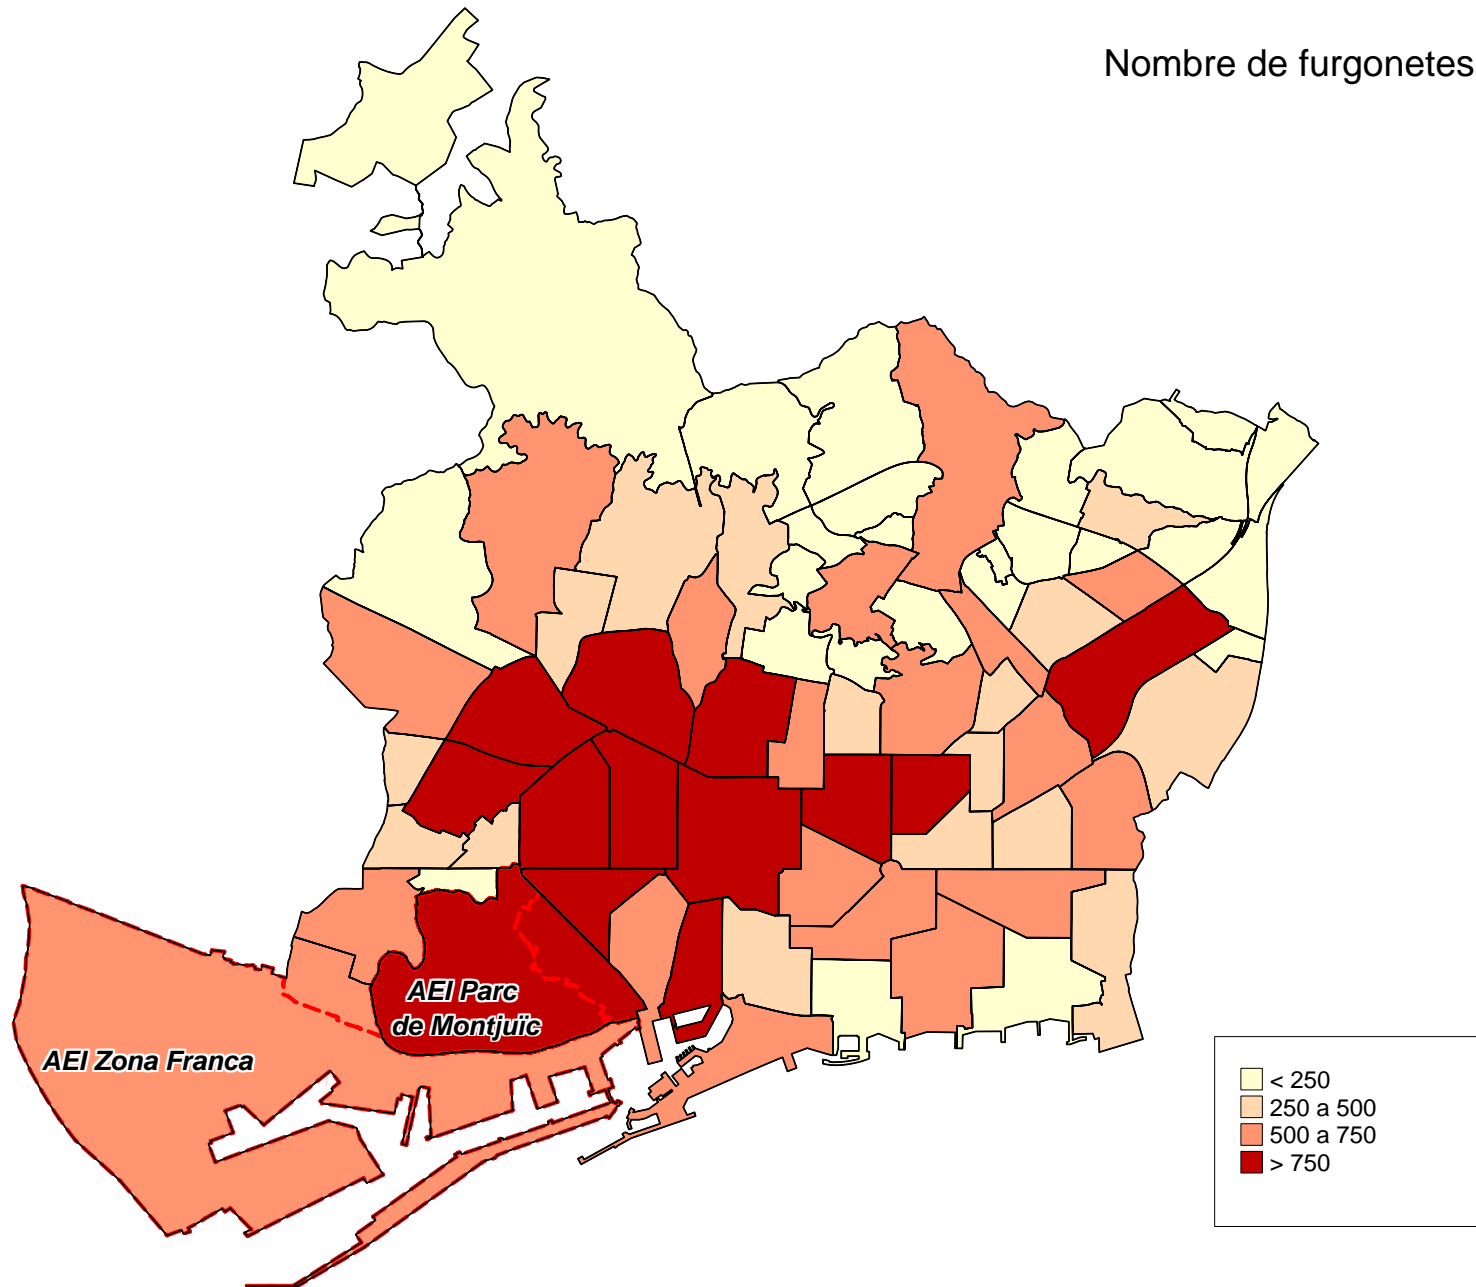 Nombre de furgonetes
AEI Parc
de Montjuïc
AEI Zona Franca
< 250
250 a 500
500 a 750
> 750